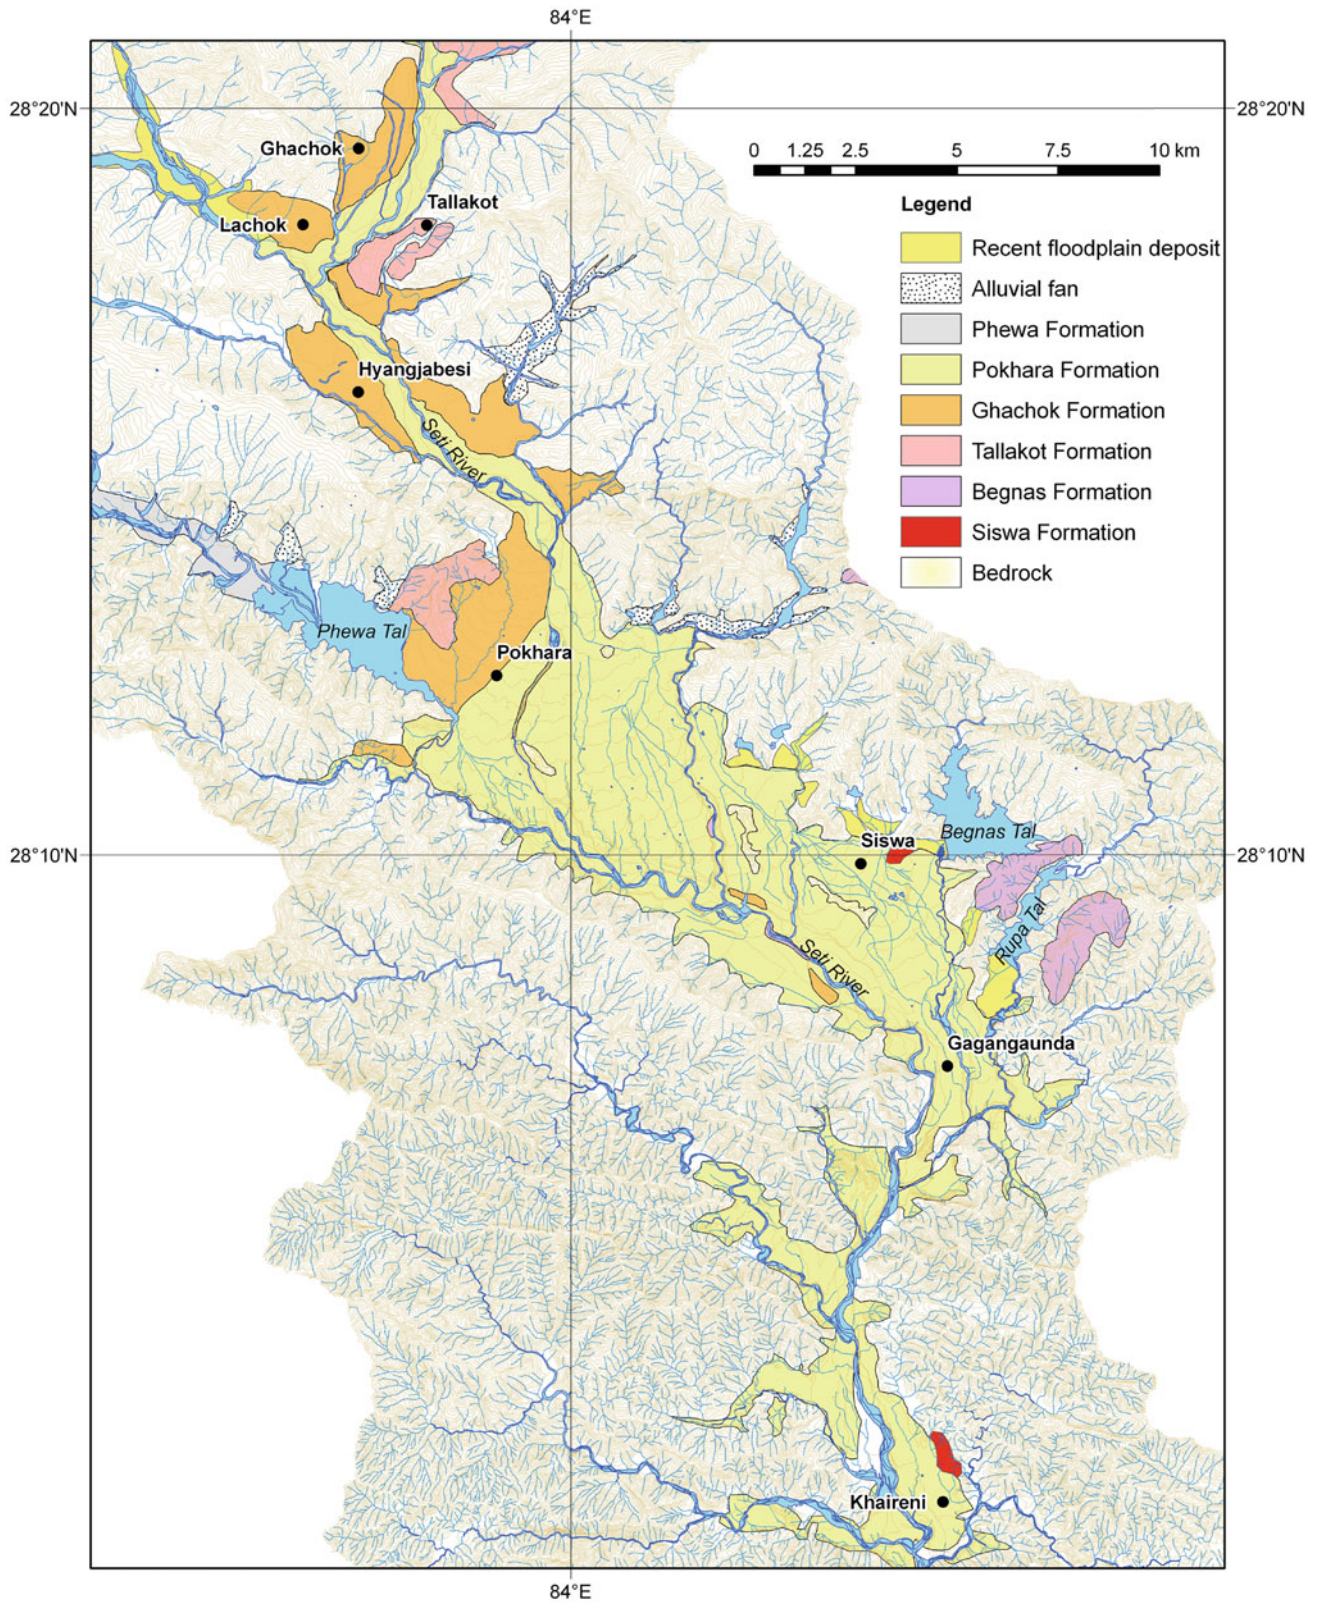 84°E
28°20'N
28°20'N
0 1.25 2.5 5 7.5 10 km
Ghachok
Tallakot
Lachok
Legend
Recent floodplain deposit
Alluvial fan
Phewa Formation
Pokhara Formation
Ghachok Formation
Tallakot Formation
Begnas Formation
Siswa Formation
Bedrock
Hyangjabesi
Seti River
Phewa Tal
Pokhara
Begnas Tal
Siswa
28°10'N
28°10'N
Rupa Tal
Seti River
Gagangaunda
Khaireni
84°E